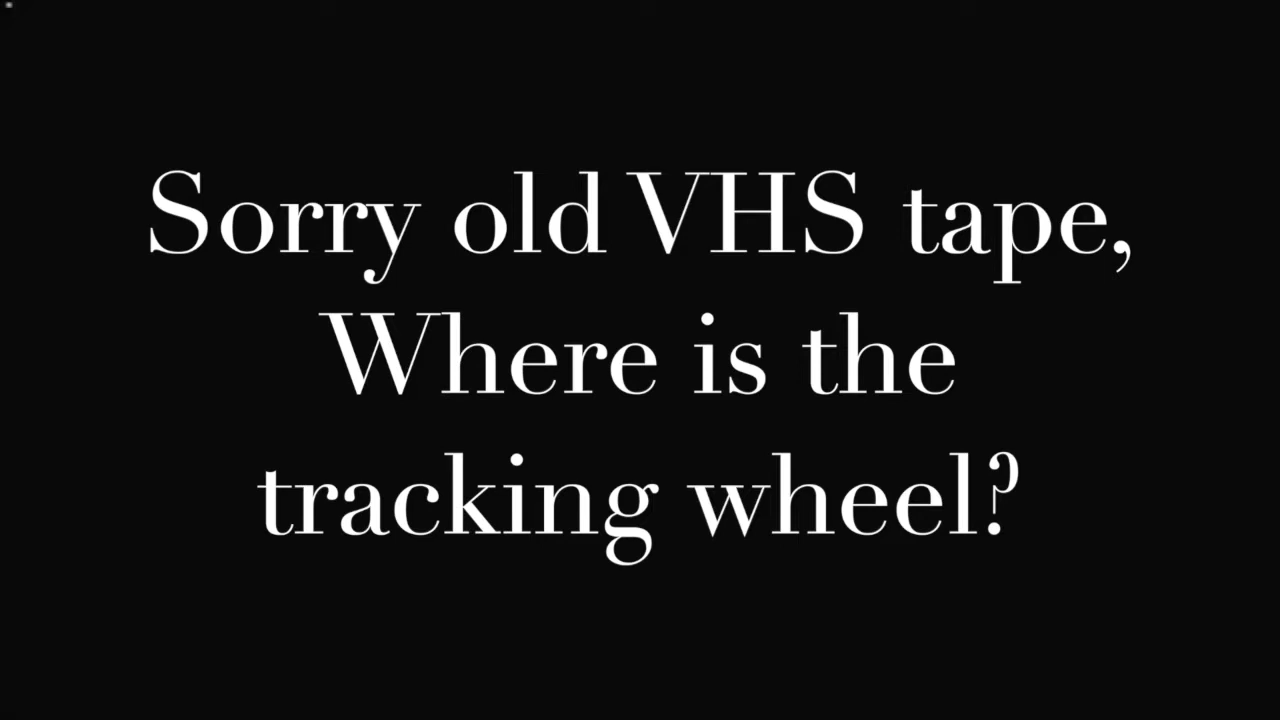 Sorry old VHS tape,
Where is the
tracking wheel?